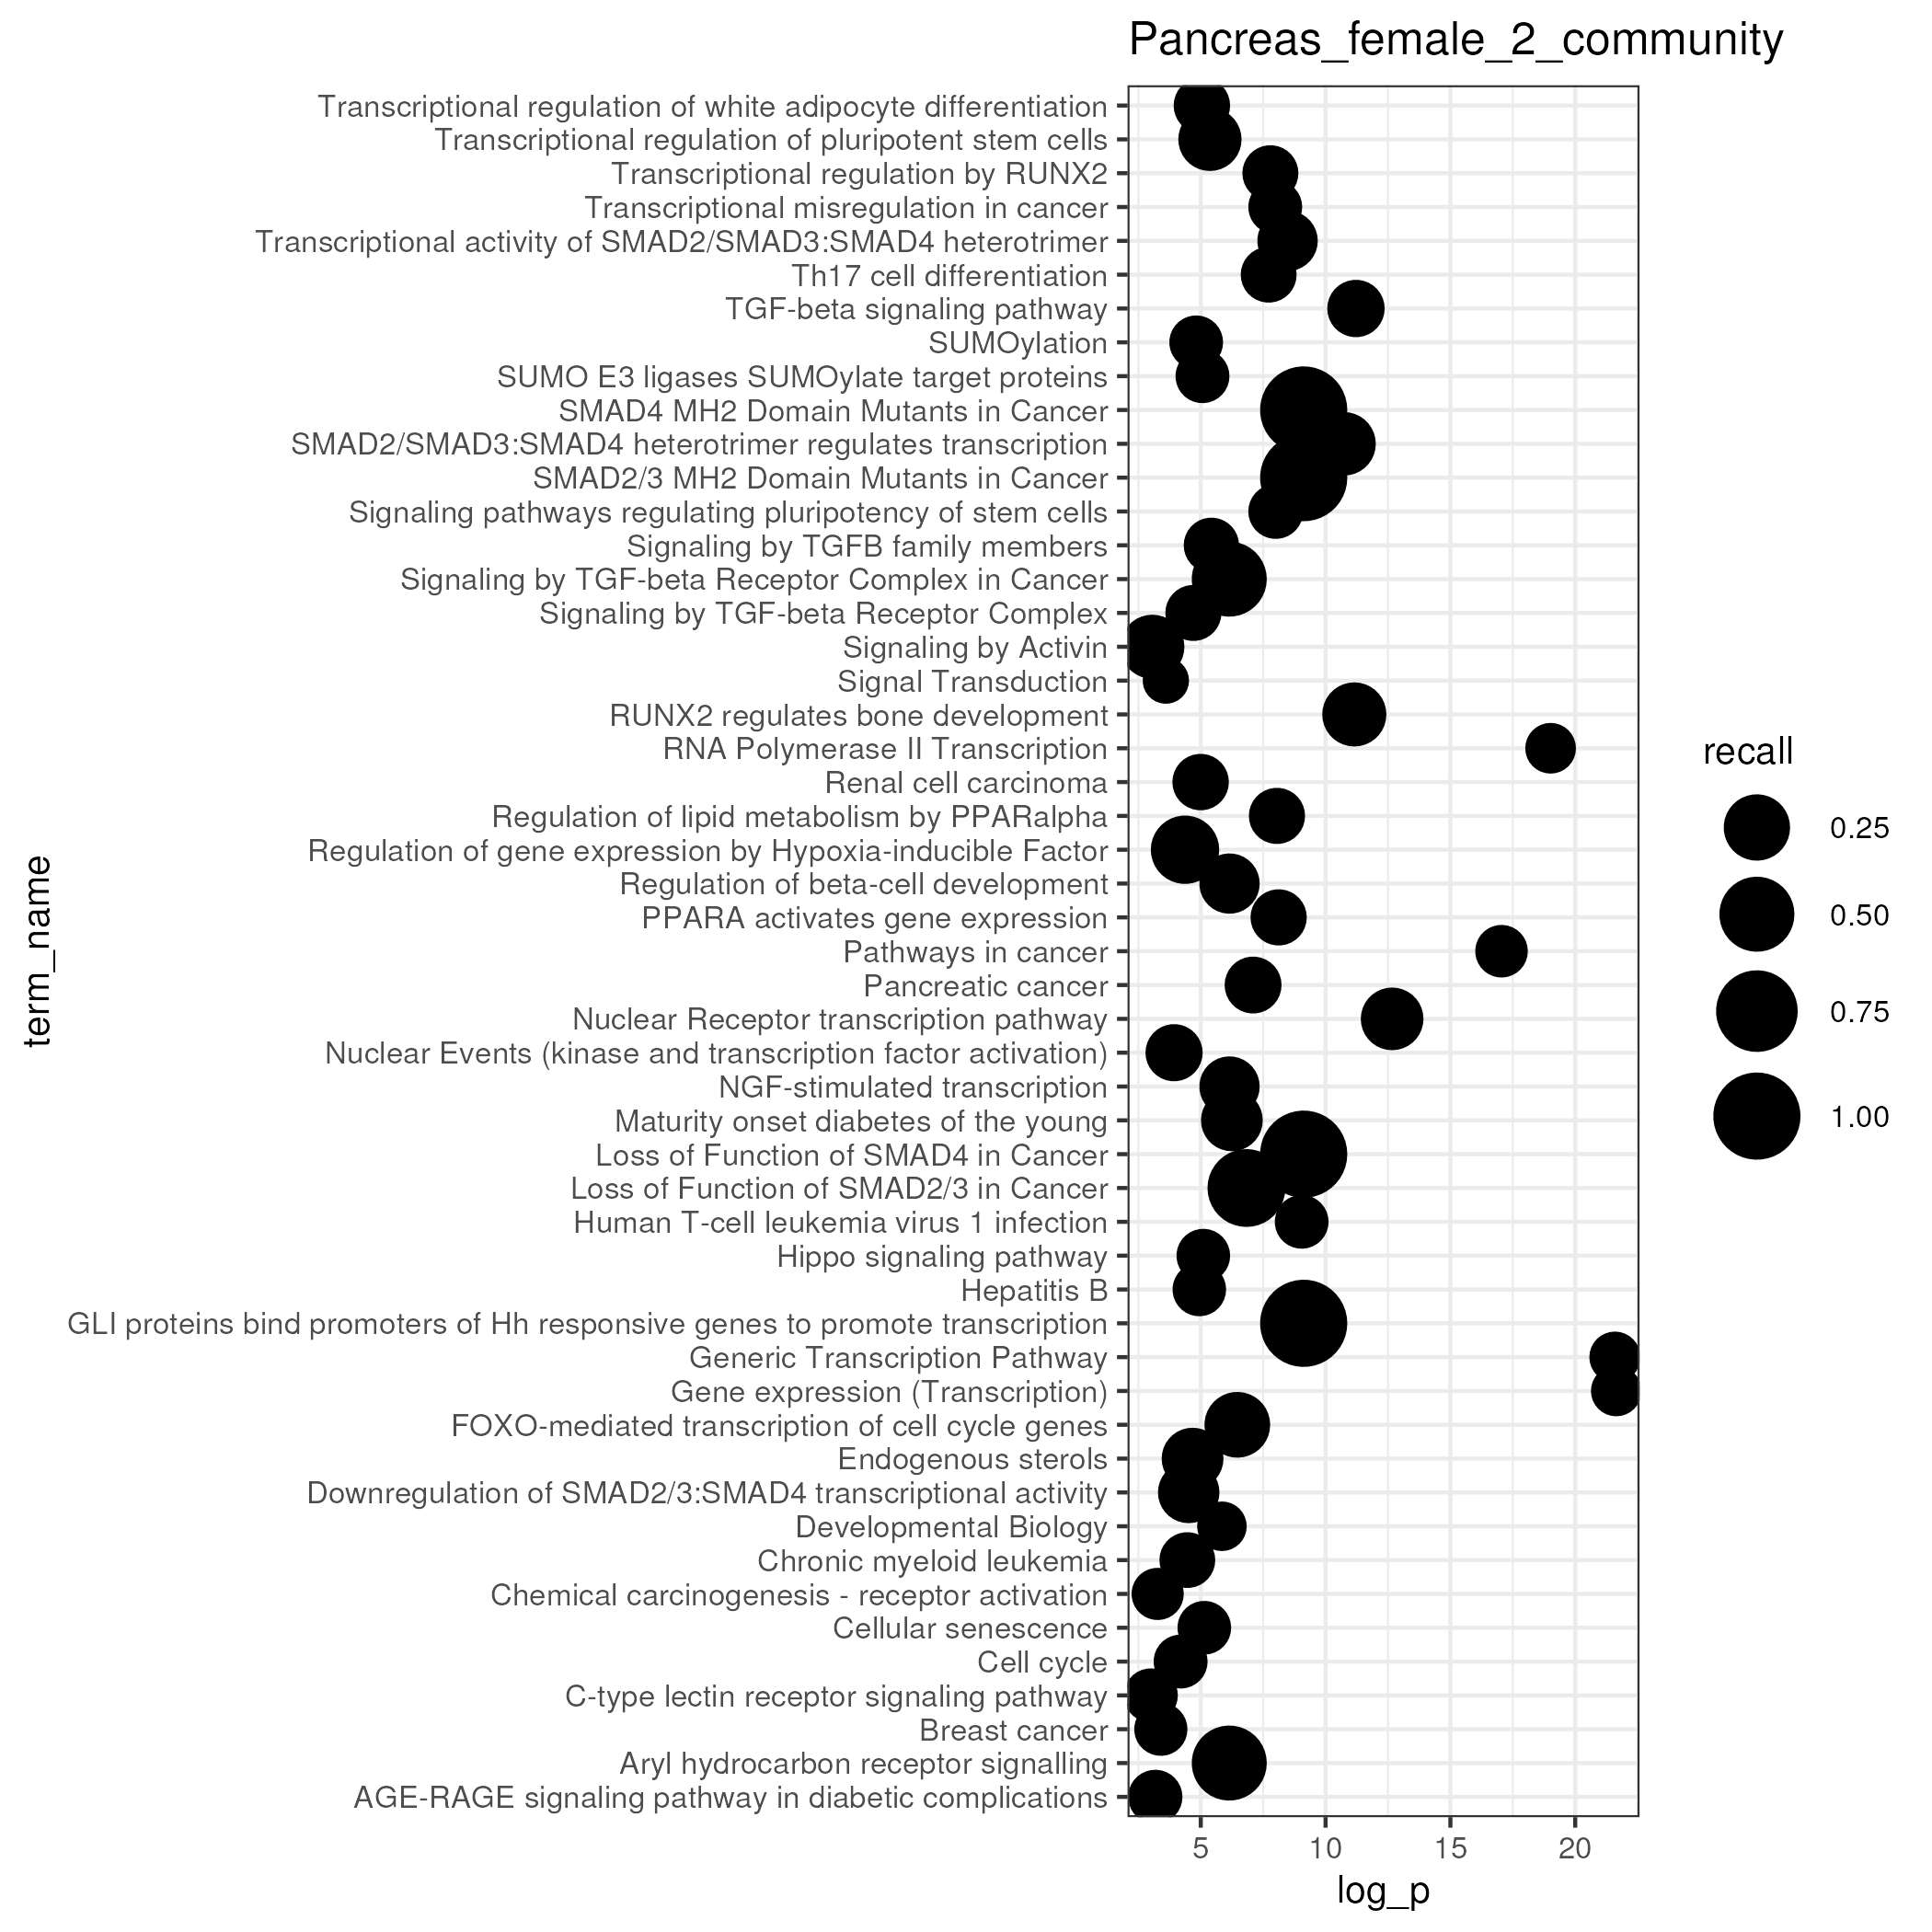 Pancreas_female_2_community
Transcriptional regulation of white adipocyte differentiation
Transcriptional regulation of pluripotent stem cells
Transcriptional regulation by RUNX2
Transcriptional misregulation in cancer
Transcriptional activity of SMAD2/SMAD3:SMAD4 heterotrimer
Th17 cell differentiation
TGF-beta signaling pathway
SUMOylation
SUMO E3 ligases SUMOylate target proteins
SMAD4 MH2 Domain Mutants in Cancer
SMAD2/SMAD3:SMAD4 heterotrimer regulates transcription
SMAD2/3 MH2 Domain Mutants in Cancer
Signaling pathways regulating pluripotency of stem cells
Signaling by TGFB family members
Signaling by TGF-beta Receptor Complex in Cancer
Signaling by TGF-beta Receptor Complex
Signaling by Activin
Signal Transduction
RUNX2 regulates bone development
RNA Polymerase II Transcription
Renal cell carcinoma
Regulation of lipid metabolism by PPARalpha
Regulation of gene expression by Hypoxia-inducible Factor
Regulation of beta-cell development
PPARA activates gene expression
Pathways in cancer
Pancreatic cancer
Nuclear Receptor transcription pathway
Nuclear Events (kinase and transcription factor activation)
NGF-stimulated transcription
Maturity onset diabetes of the young
Loss of Function of SMAD4 in Cancer
Loss of Function of SMAD2/3 in Cancer
Human T-cell leukemia virus 1 infection
Hippo signaling pathway
Hepatitis B
GLI proteins bind promoters of Hh responsive genes to promote transcription
Generic Transcription Pathway
Gene expression (Transcription)
FOXO-mediated transcription of cell cycle genes
Endogenous sterols
Downregulation of SMAD2/3:SMAD4 transcriptional activity
Developmental Biology
Chronic myeloid leukemia
Chemical carcinogenesis - receptor activation
Cellular senescence
Cell cycle
C-type lectin receptor signaling pathway
Breast cancer
Aryl hydrocarbon receptor signalling
AGE-RAGE signaling pathway in diabetic complications
term_name
5 10 15 20
log_p
recall
0.25
0.50
0.75
1.00